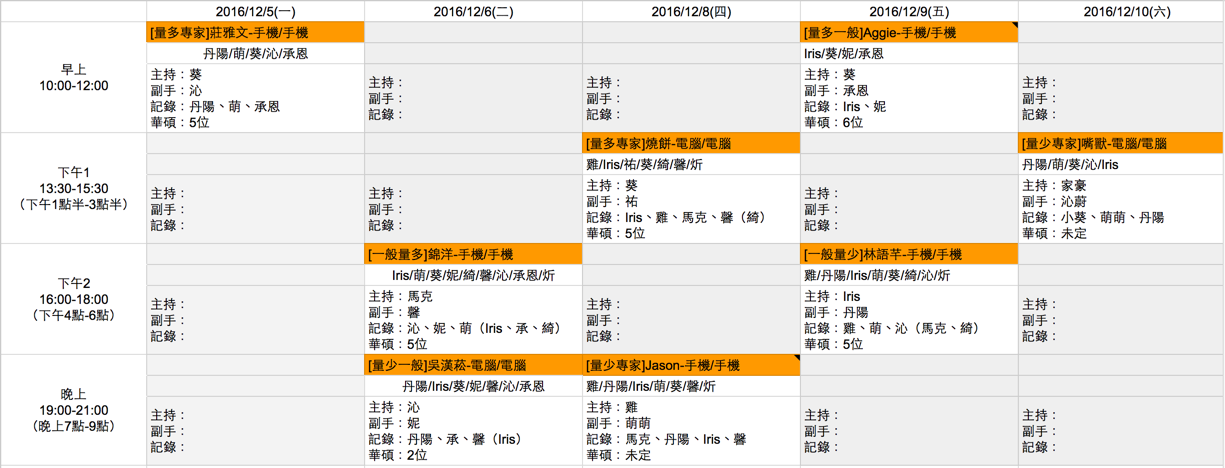 2016/12/5(一)
2016/12/6(二)
2016/12/8(四)
2016/12/9(五)
2016/12/10(六)
早上
10:00-12:00
[量多專家]莊雅文-手機/手機
丹陽/萌/葵/沁/承恩
主持：葵
副手：沁
記錄：丹陽、萌、承恩
華碩：5位
主持：
副手：
記錄：
主持：
副手：
記錄：
[量多一般]Aggie-手機/手機
Iris/葵/妮/承恩
主持：葵
副手：承恩
記錄：Iris、妮
華碩：6位
主持：
副手：
記錄：
下午1
13:30-15:30
（下午1點半-3點半）
主持：
副手：
記錄：
主持：
副手：
記錄：
[量多專家]燒餅-電腦/電腦
雞/Iris/祐/葵/綺/馨/炘
主持：葵
副手：祐
記錄：Iris、雞、馬克、馨（綺）
華碩：5位
主持：
副手：
記錄：
[量少專家]嘴獸-電腦/電腦
丹陽/萌/葵/沁/Iris
主持：家豪
副手：沁蔚
記錄：小葵、萌萌、丹陽
華碩：未定
下午2
16:00-18:00
（下午4點-6點）
主持：
副手：
記錄：
[一般量多]錦洋-手機/手機
Iris/萌/葵/妮/綺/馨/沁/承恩/炘
主持：馬克
副手：馨
記錄：沁、妮、萌（Iris、承、綺）
華碩：5位
主持：
副手：
記錄：
[一般量少]林語芊-手機/手機
雞/丹陽/Iris/萌/葵/綺/沁/炘
主持：Iris
副手：丹陽
記錄：雞、萌、沁（馬克、綺）
華碩：5位
主持：
副手：
記錄：
晚上
19:00-21:00
（晚上7點-9點）
主持：
副手：
記錄：
[量少一般]吳漢菘-電腦/電腦
丹陽/Iris/葵/妮/馨/沁/承恩
主持：沁
副手：妮
記錄：丹陽、承、馨（Iris）
華碩：2位
[量少專家]Jason-手機/手機
雞/丹陽/Iris/萌/葵/馨/炘
主持：雞
副手：萌萌
記錄：馬克、丹陽、Iris、馨
華碩：未定
主持：
副手：
記錄：
主持：
副手：
記錄：